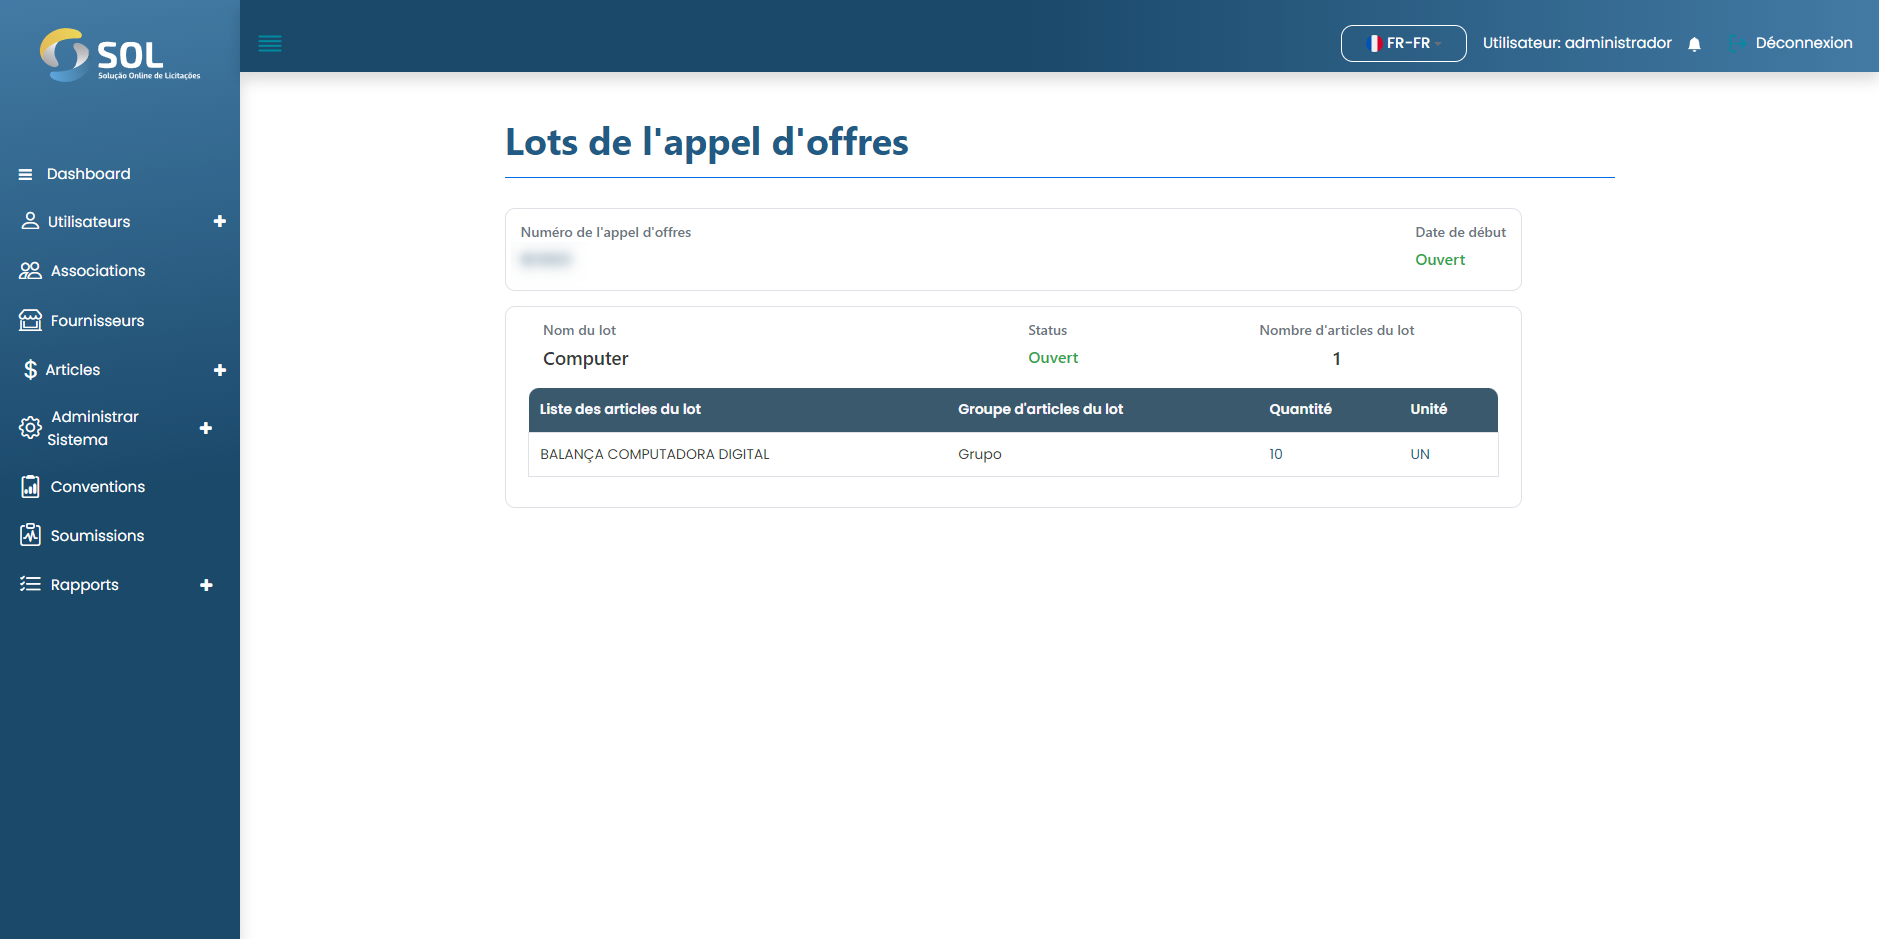 SOL
Solução Online de Licitações
FR-FR
Utilisateur: administrador
Déconnexion
Dashboard
Utilisateurs
Associations
Fournisseurs
$ Articles
Administrar
Sistema
Conventions
Soumissions
Rapports
Lots de l'appel d'offres
Numéro de l'appel d'offres
Date de début
Ouvert
Nom du lot
Status
Nombre d'articles du lot
Computer
Ouvert
1
Liste des articles du lot
Groupe d'articles du lot
Quantité
Unité
BALANÇA COMPUTADORA DIGITAL
Grupo
10
UN